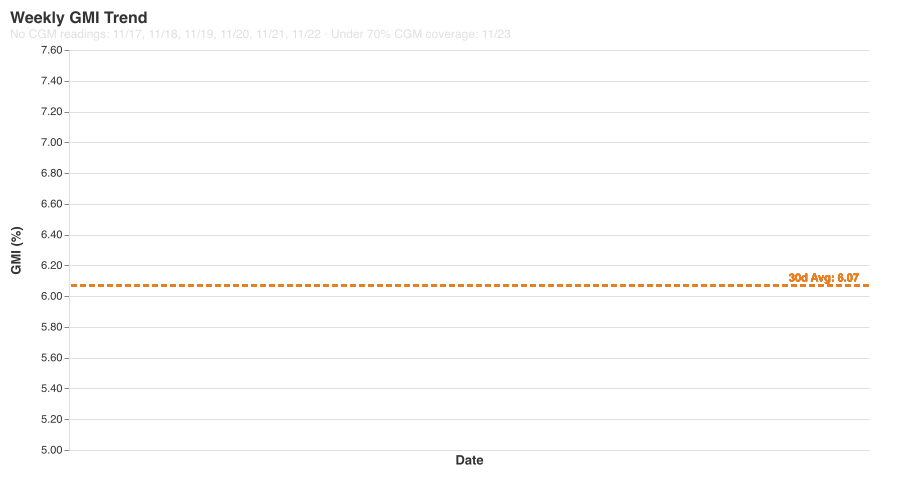 Weekly GMI Trend
No CGM readings: 11/17, 11/18, 11/19, 11/20, 11/21, 11/22 · Under 70% CGM coverage: 11/23
7.60
7.40
7.20
7.00
6.80
6.60
6.40
GMI (%)
6.20
30d Avg: 6.07
6.00
5.80
5.60
5.40
5.20
5.00
Date